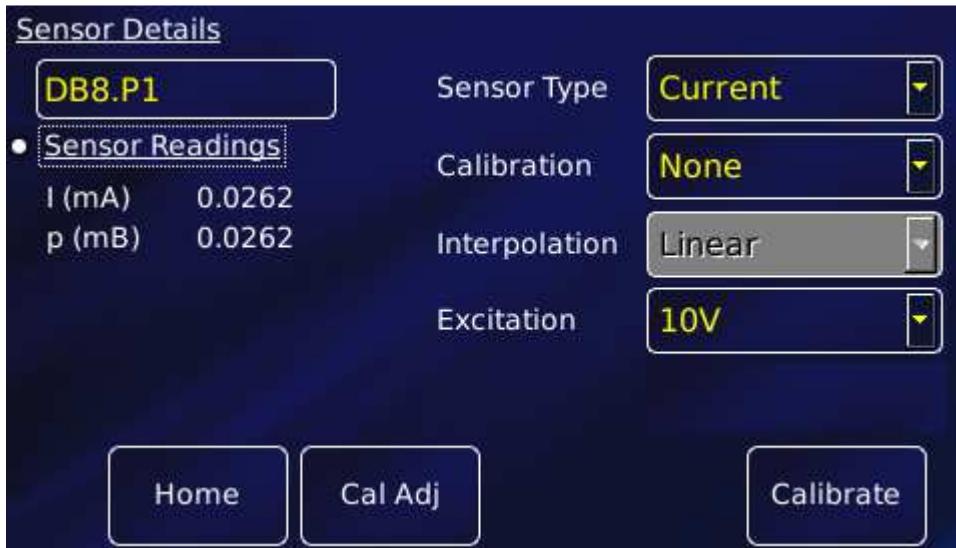 Sensor Details
DB8.P1
Sensor Readings
I (mA) 0.0262
p (mB) 0.0262
Sensor Type Current
Calibration None
Interpolation Linear
Excitation 10V
Home Cal Adj Calibrate